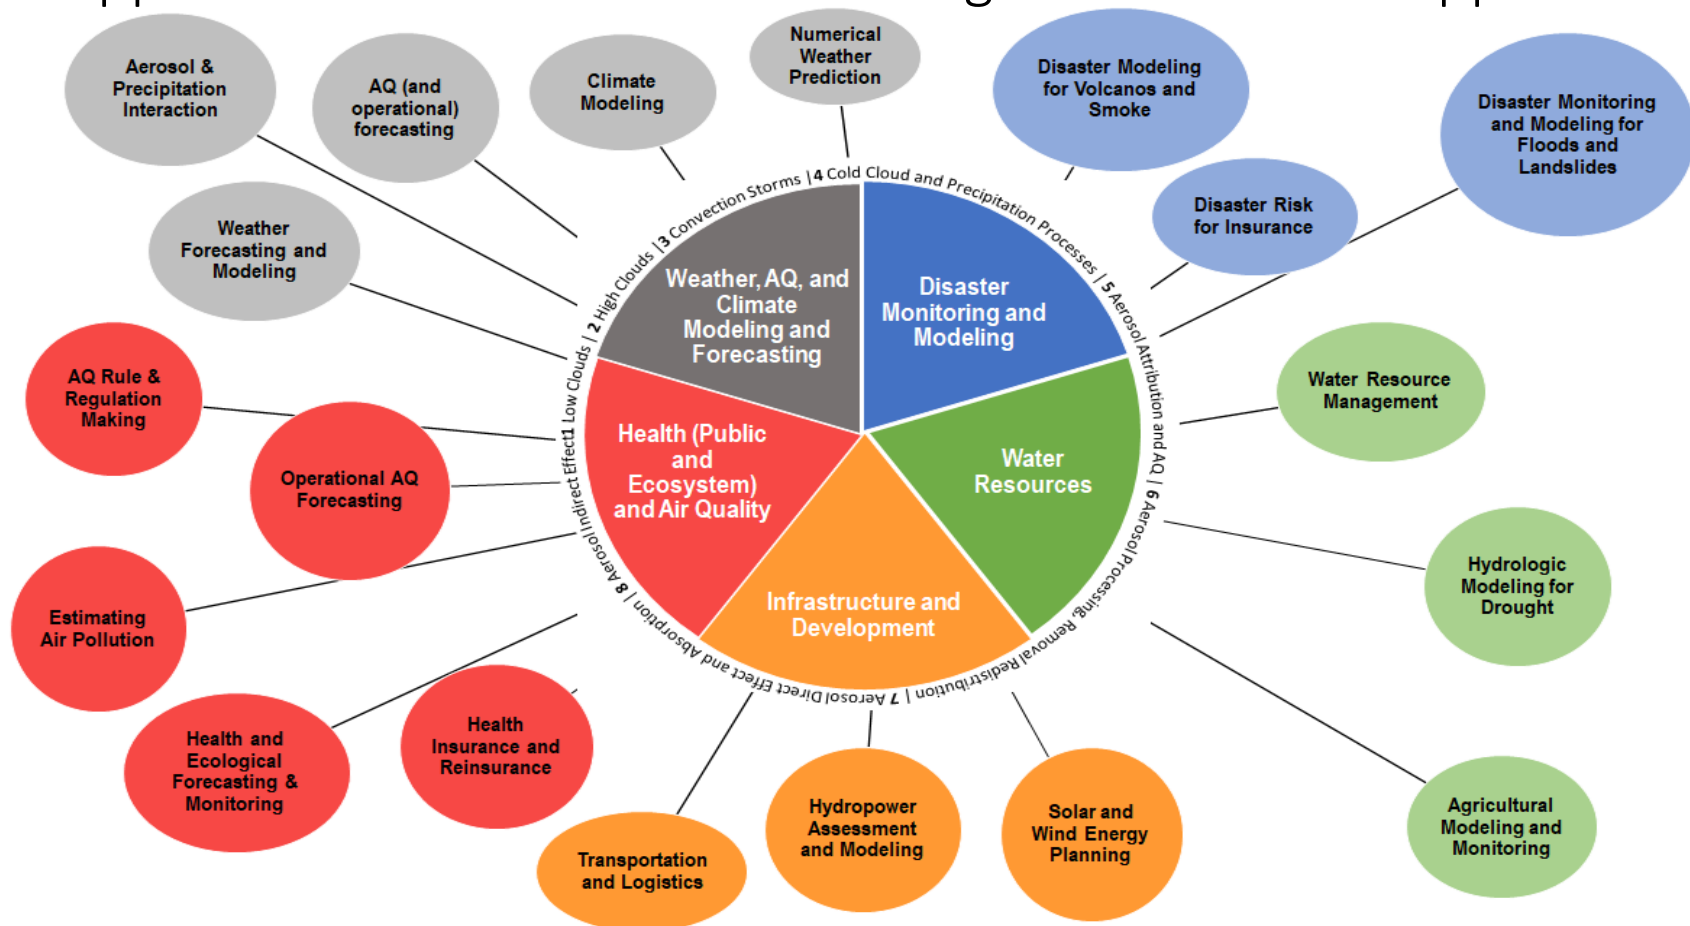 Numerical
Weather
Prediction
Aerosol &
Precipitation
Interaction
AQ (and
operational)
forecasting
Climate
Modeling
Disaster Modeling
for Volcanos and
Smoke
Disaster Monitoring
and Modeling for
Floods and
Landslides
Weather
Forecasting and
Modeling
Disaster Risk
for Insurance
1 Low Clouds | 2 High Clouds | 3 Convection Storms | 4 Cold Cloud and Precipitation Processes | 5 Aerosol Attribution and AQ | 6 Aerosol Processing, Removal Redistribution | 7 Aerosol Direct Effect and Absorption | 8 Aerosol Indirect Effect
Weather, AQ, and
Climate
Modeling and
Forecasting
Disaster
Monitoring and
Modeling
AQ Rule &
Regulation
Making
Water Resource
Management
Health (Public
and
Ecosystem)
and Air Quality
Water
Resources
Operational AQ
Forecasting
Infrastructure and
Development
Hydrologic
Modeling for
Drought
Estimating
Air Pollution
Health and
Ecological
Forecasting &
Monitoring
Health
Insurance and
Reinsurance
Transportation
and Logistics
Hydropower
Assessment
and Modeling
Solar and
Wind Energy
Planning
Agricultural
Modeling and
Monitoring